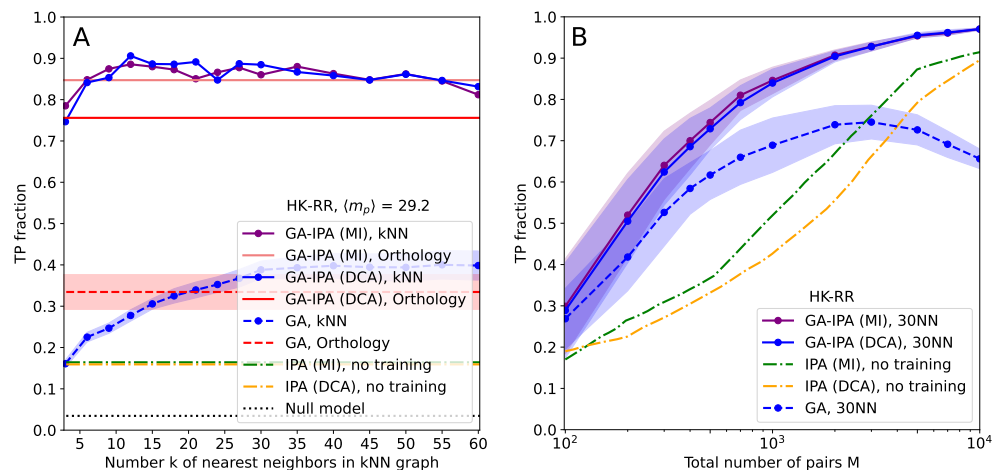 A
1.0
0.9
0.8
0.7
0.6
0.5
0.4
0.3
0.2
0.1
0.0
TP fraction
HK-RR, ⟨m_p⟩ = 29.2
GA-IPA (MI), kNN
GA-IPA (MI), Orthology
GA-IPA (DCA), kNN
GA-IPA (DCA), Orthology
GA, kNN
GA, Orthology
IPA (MI), no training
IPA (DCA), no training
Null model
5 10 15 20 25 30 35 40 45 50 55 60
Number k of nearest neighbors in kNN graph
B
1.0
0.9
0.8
0.7
0.6
0.5
0.4
0.3
0.2
0.1
0.0
TP fraction
HK-RR
GA-IPA (MI), 30NN
GA-IPA (DCA), 30NN
IPA (MI), no training
IPA (DCA), no training
GA, 30NN
10² 10³ 10⁴
Total number of pairs M